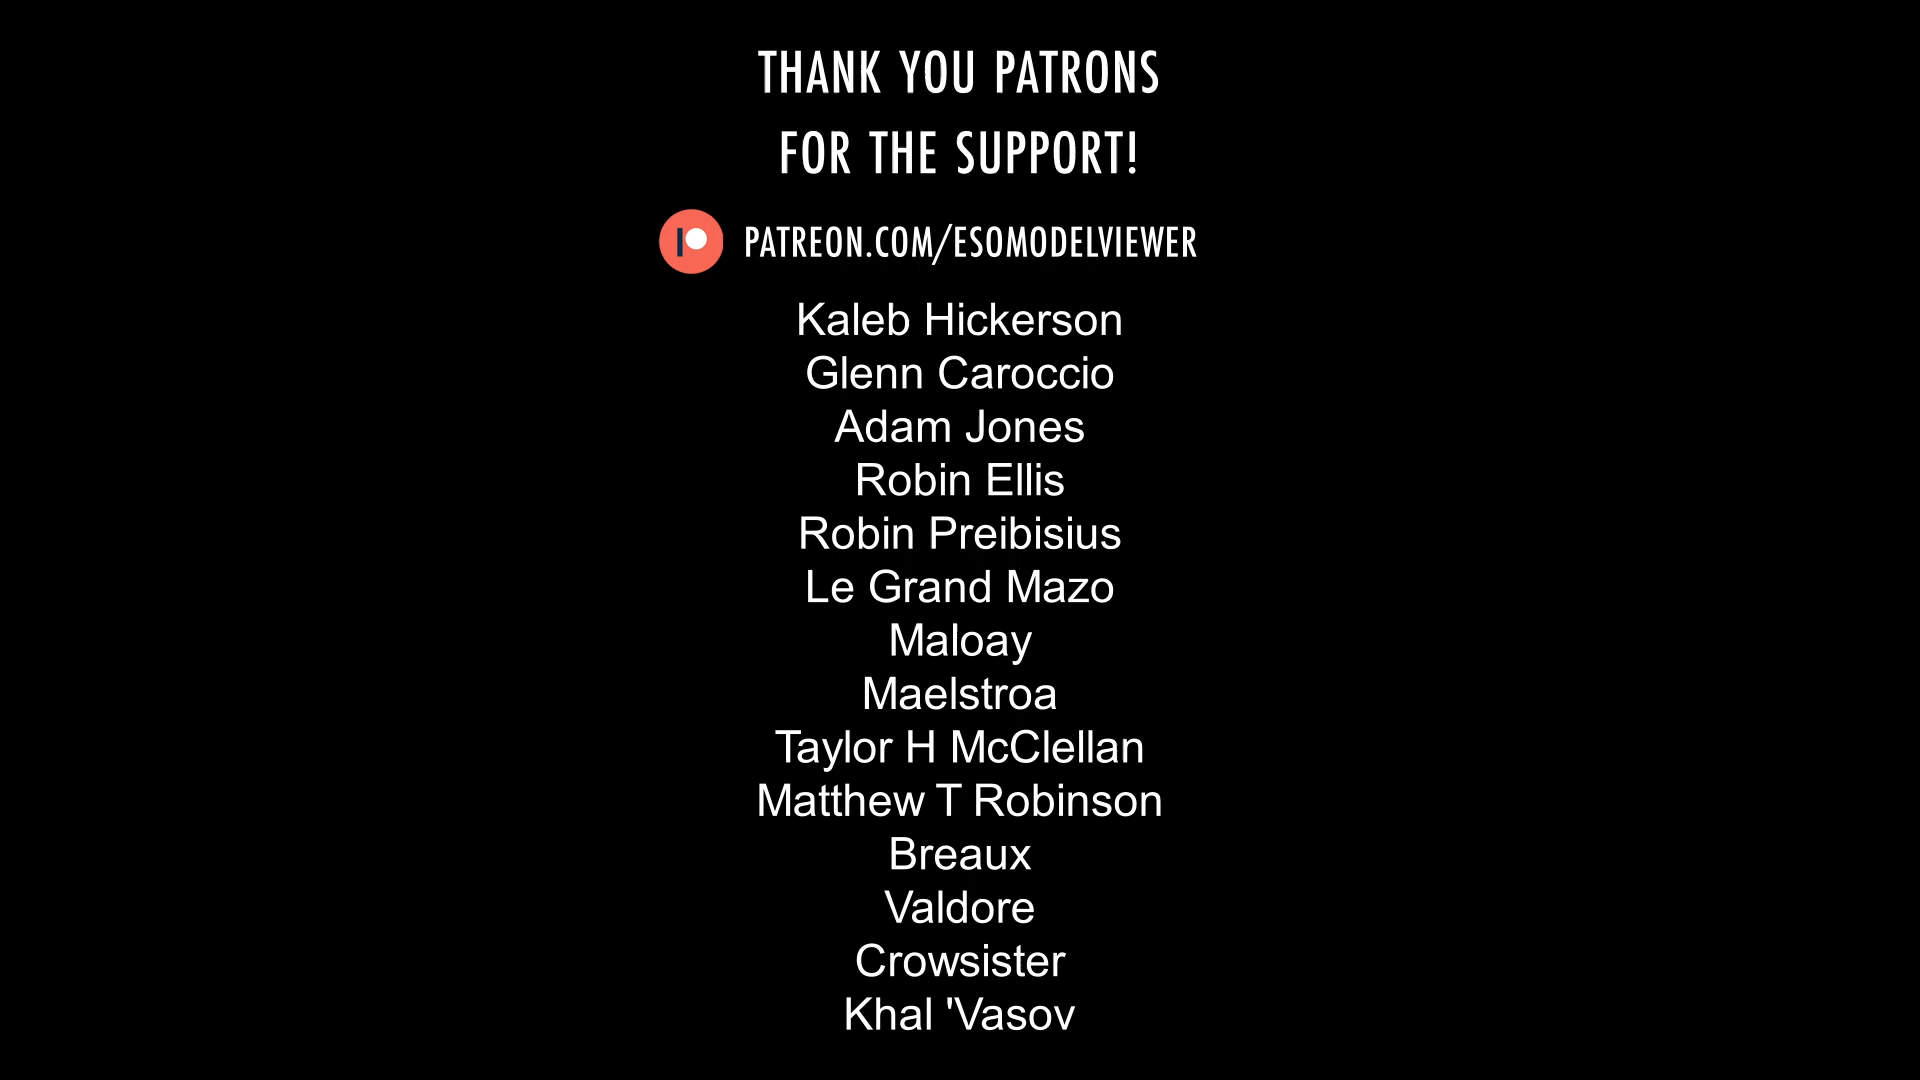 THANK YOU PATRONS
FOR THE SUPPORT!
PATREON.COM/ESOMODELVIEWER
Kaleb Hickerson
Glenn Caroccio
Adam Jones
Robin Ellis
Robin Preibisius
Le Grand Mazo
Maloay
Maelstroa
Taylor H McClellan
Matthew T Robinson
Breaux
Valdore
Crowsister
Khal 'Vasov